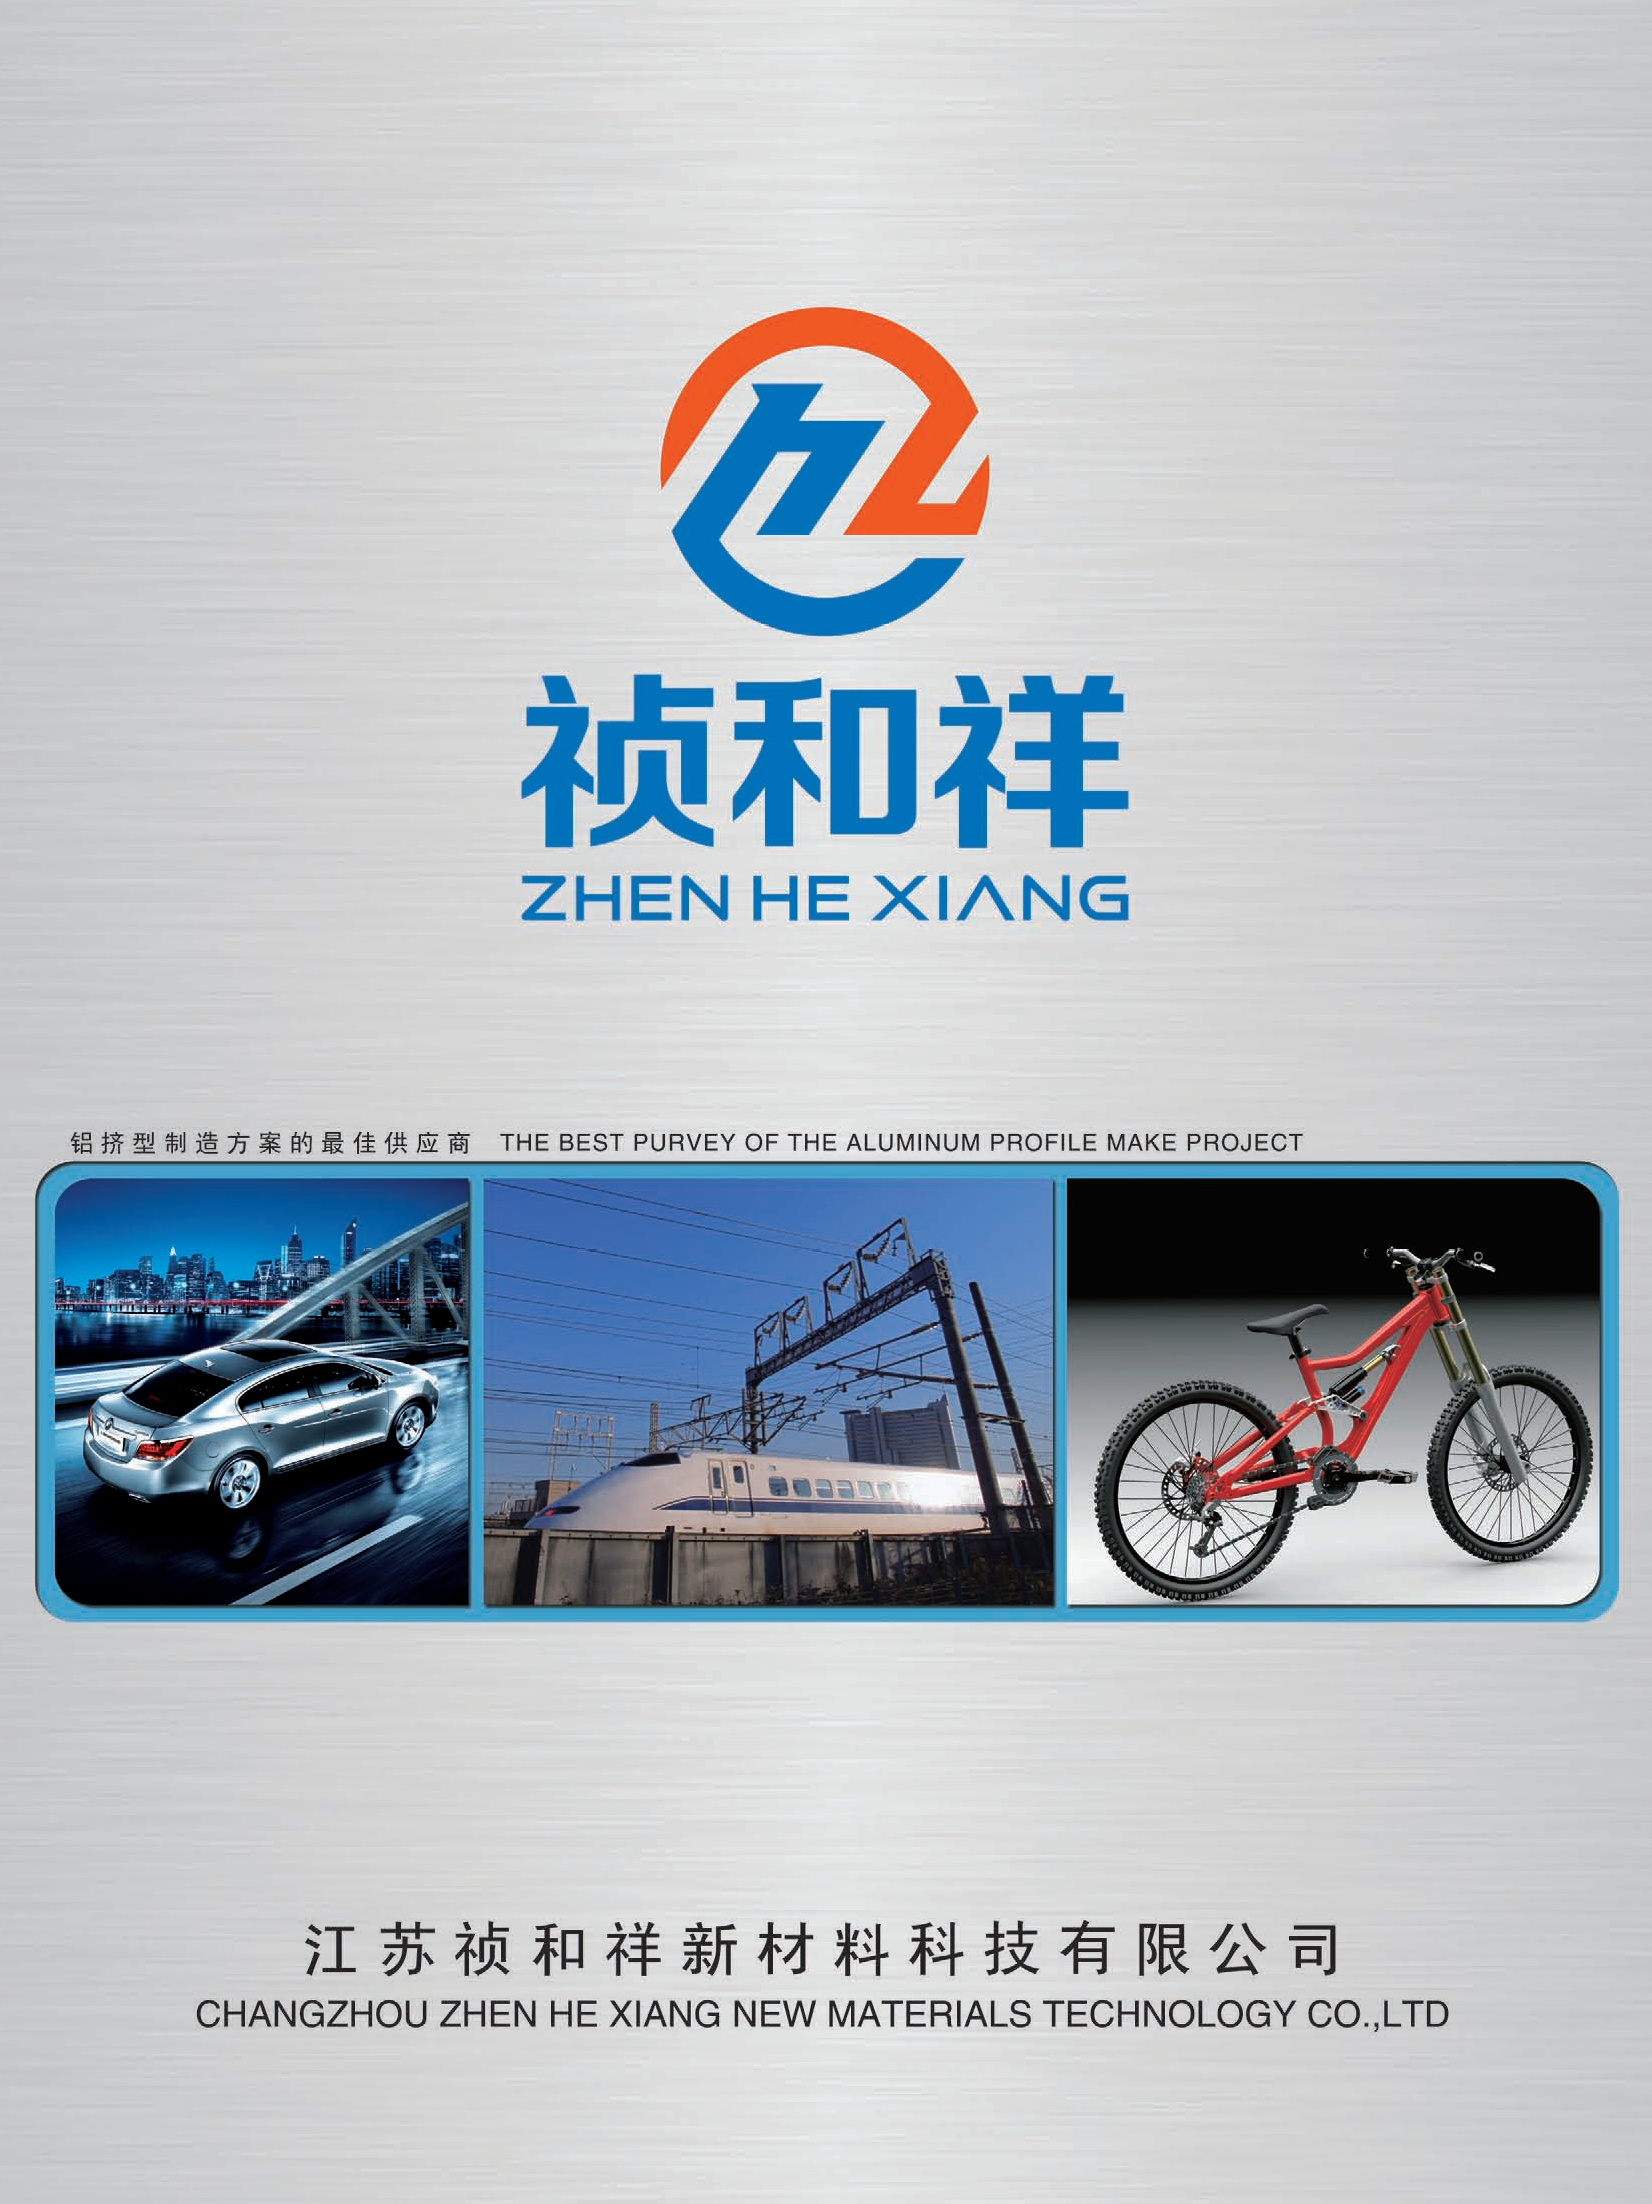 祯和祥
ZHEN HE XIANG
铝挤型制造方案的最佳供应商 THE BEST PURVEY OF THE ALUMINUM PROFILE MAKE PROJECT
江苏祯和祥新材料科技有限公司
CHANGZHOU ZHEN HE XIANG NEW MATERIALS TECHNOLOGY CO.,LTD